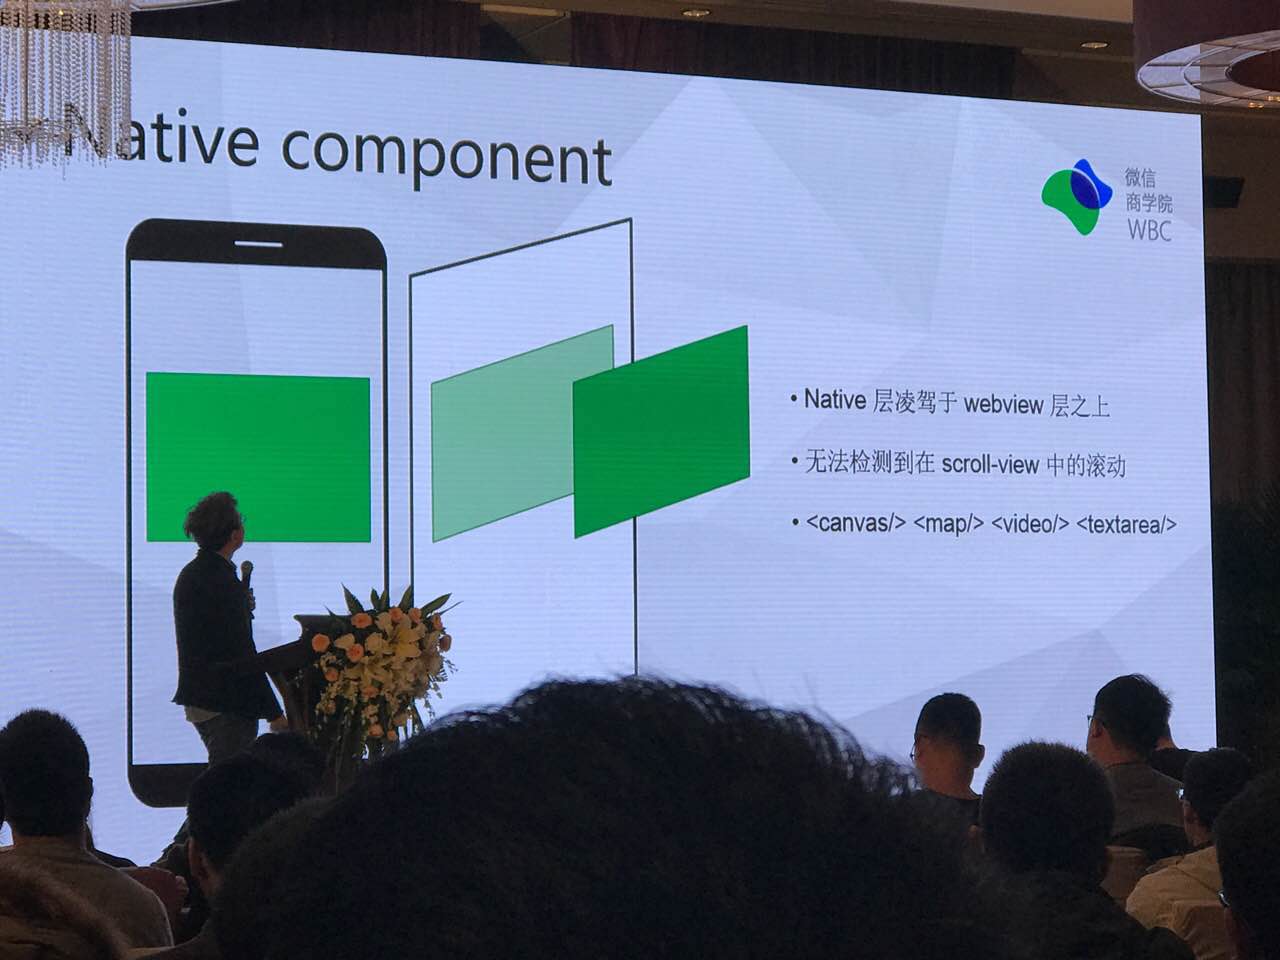 Native component
微信
商学院
WBC
• Native 层凌驾于 webview 层之上
• 无法检测到在 scroll-view 中的滚动
• <canvas/> <map/> <video/> <textarea/>